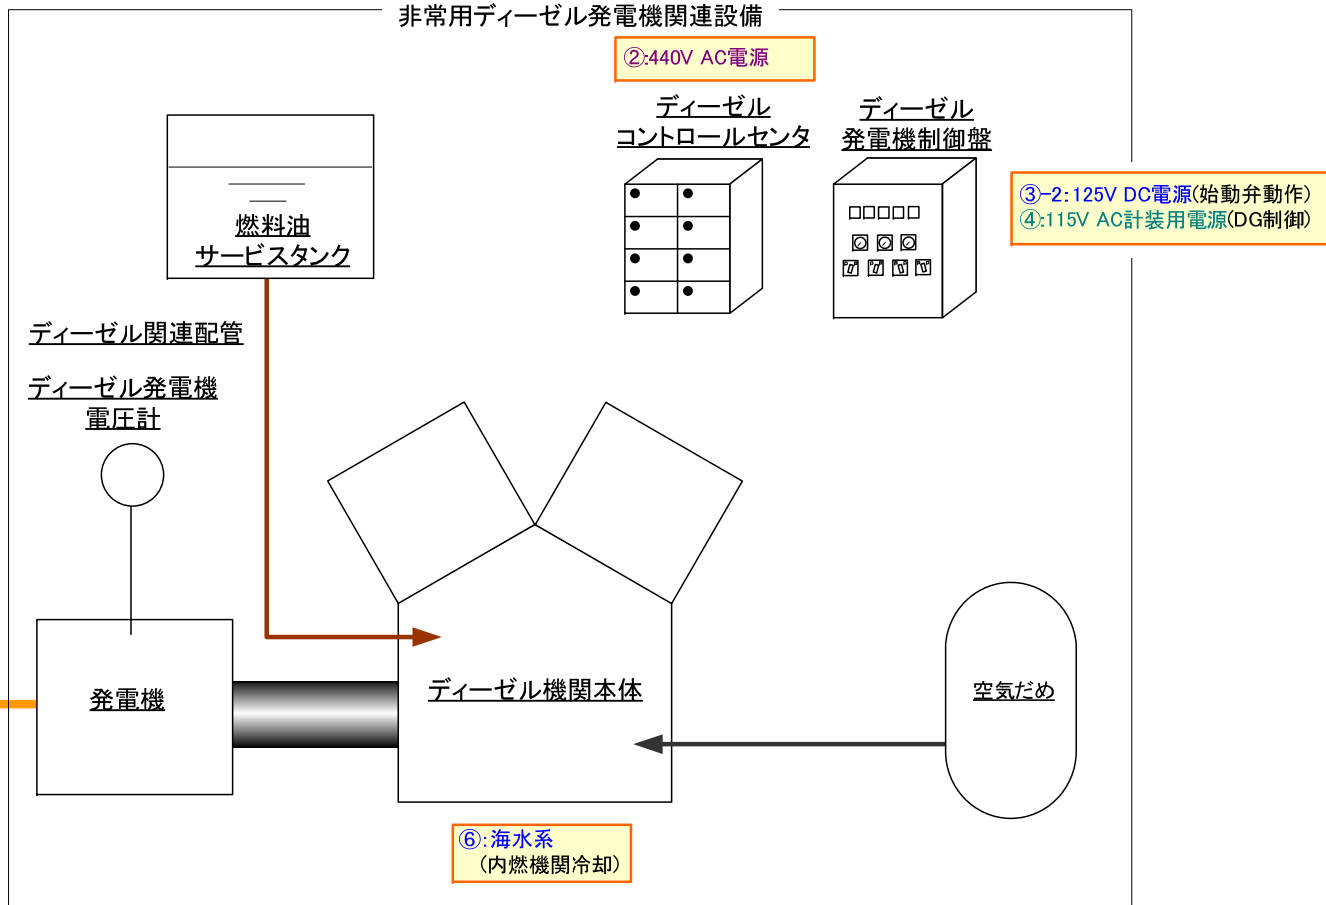 非常用ディーゼル発電機関連設備
②:440V AC電源
ディーゼル
コントロールセンタ
ディーゼル
発電機制御盤
③-2:125V DC電源(始動弁動作)
④:115V AC計装用電源(DG制御)
燃料油
サービスタンク
ディーゼル関連配管
ディーゼル発電機
電圧計
発電機
ディーゼル機関本体
空気だめ
⑥:海水系
(内燃機関冷却)